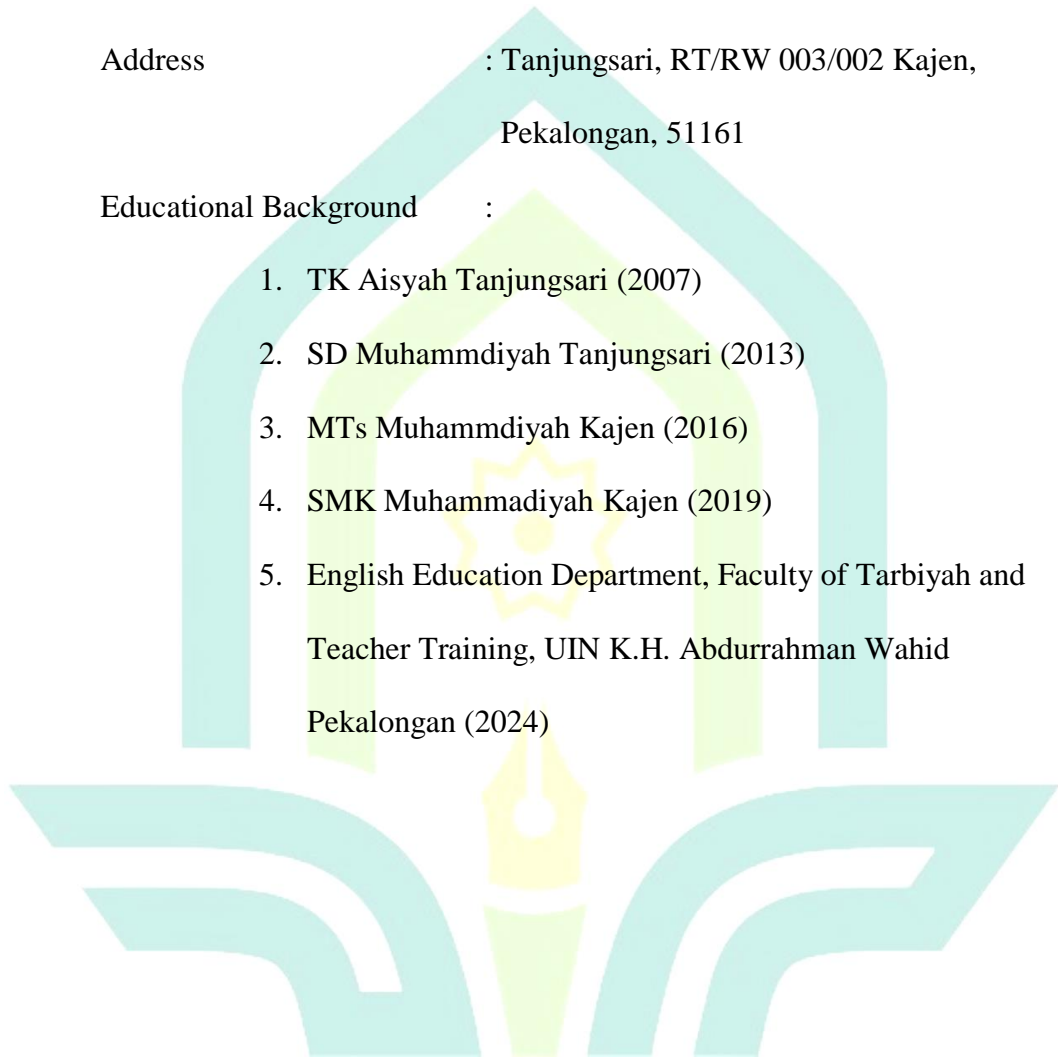 Address : Tanjungsari, RT/RW 003/002 Kajen,
Pekalongan, 51161
Educational Background :
1. TK Aisyah Tanjungsari (2007)
2. SD Muhammdiyah Tanjungsari (2013)
3. MTs Muhammdiyah Kajen (2016)
4. SMK Muhammadiyah Kajen (2019)
5. English Education Department, Faculty of Tarbiyah and
Teacher Training, UIN K.H. Abdurrahman Wahid
Pekalongan (2024)